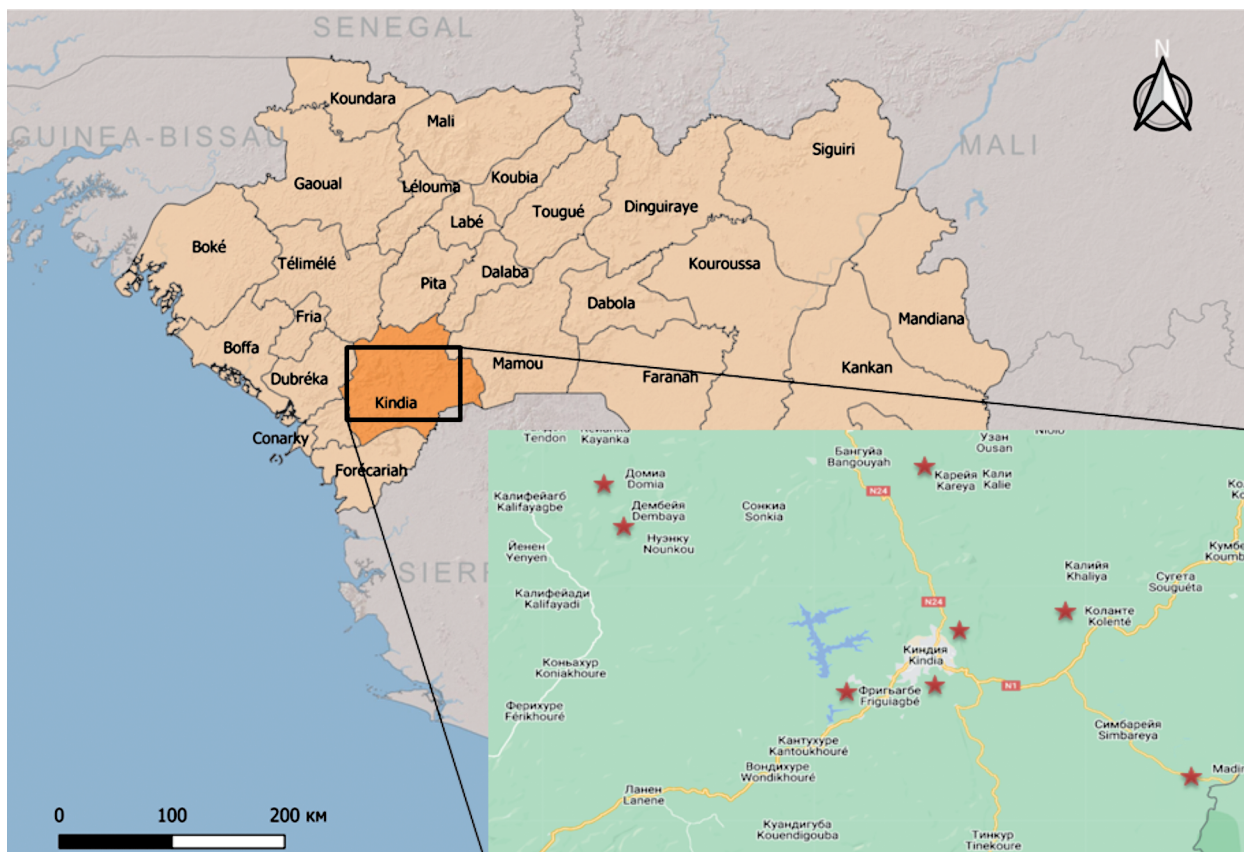 SENEGAL
N
Koundara
Mali
GUINEA-BISSAU
MALI
Siguiri
Gaoual
Lélouma
Koubia
Labé
Tougué
Dinguiraye
Boké
Télimélé
Pita
Dalaba
Kouroussa
Dabola
Fria
Mandiana
Boffa
Dubréka
Mamou
Faranah
Kankan
Kindia
Conarky
Forécariah
SIERR
Tendon
Kayanka
Домиа
Domia
Калифейагб
Kalifayagbe
Дембейя
Dembaya
Нуэнку
Nounkou
Йенен
Yenyen
Сонкиа
Sonkia
Бангуйа
Bangouyah
N24
Узан
Ousan
Карейя
Kareya
Кали
Kalie
Калифейади
Kalifayadi
N24
Калийя
Khaliya
Сугета
Souguéta
Кумбе
Koumb
Коланте
Kolenté
Киндия
Kindia
Коньахур
Koniakhoure
N1
Фригьагбе
Friguiagbé
Ферихуре
Férikhouré
Симбарейя
Simbareya
Кантухуре
Kantoukhouré
Вондихуре
Wondikhouré
Madin
Ланен
Lanene
Куандигуба
Kouendigouba
Тинкур
Tinekoure
0 100 200 км